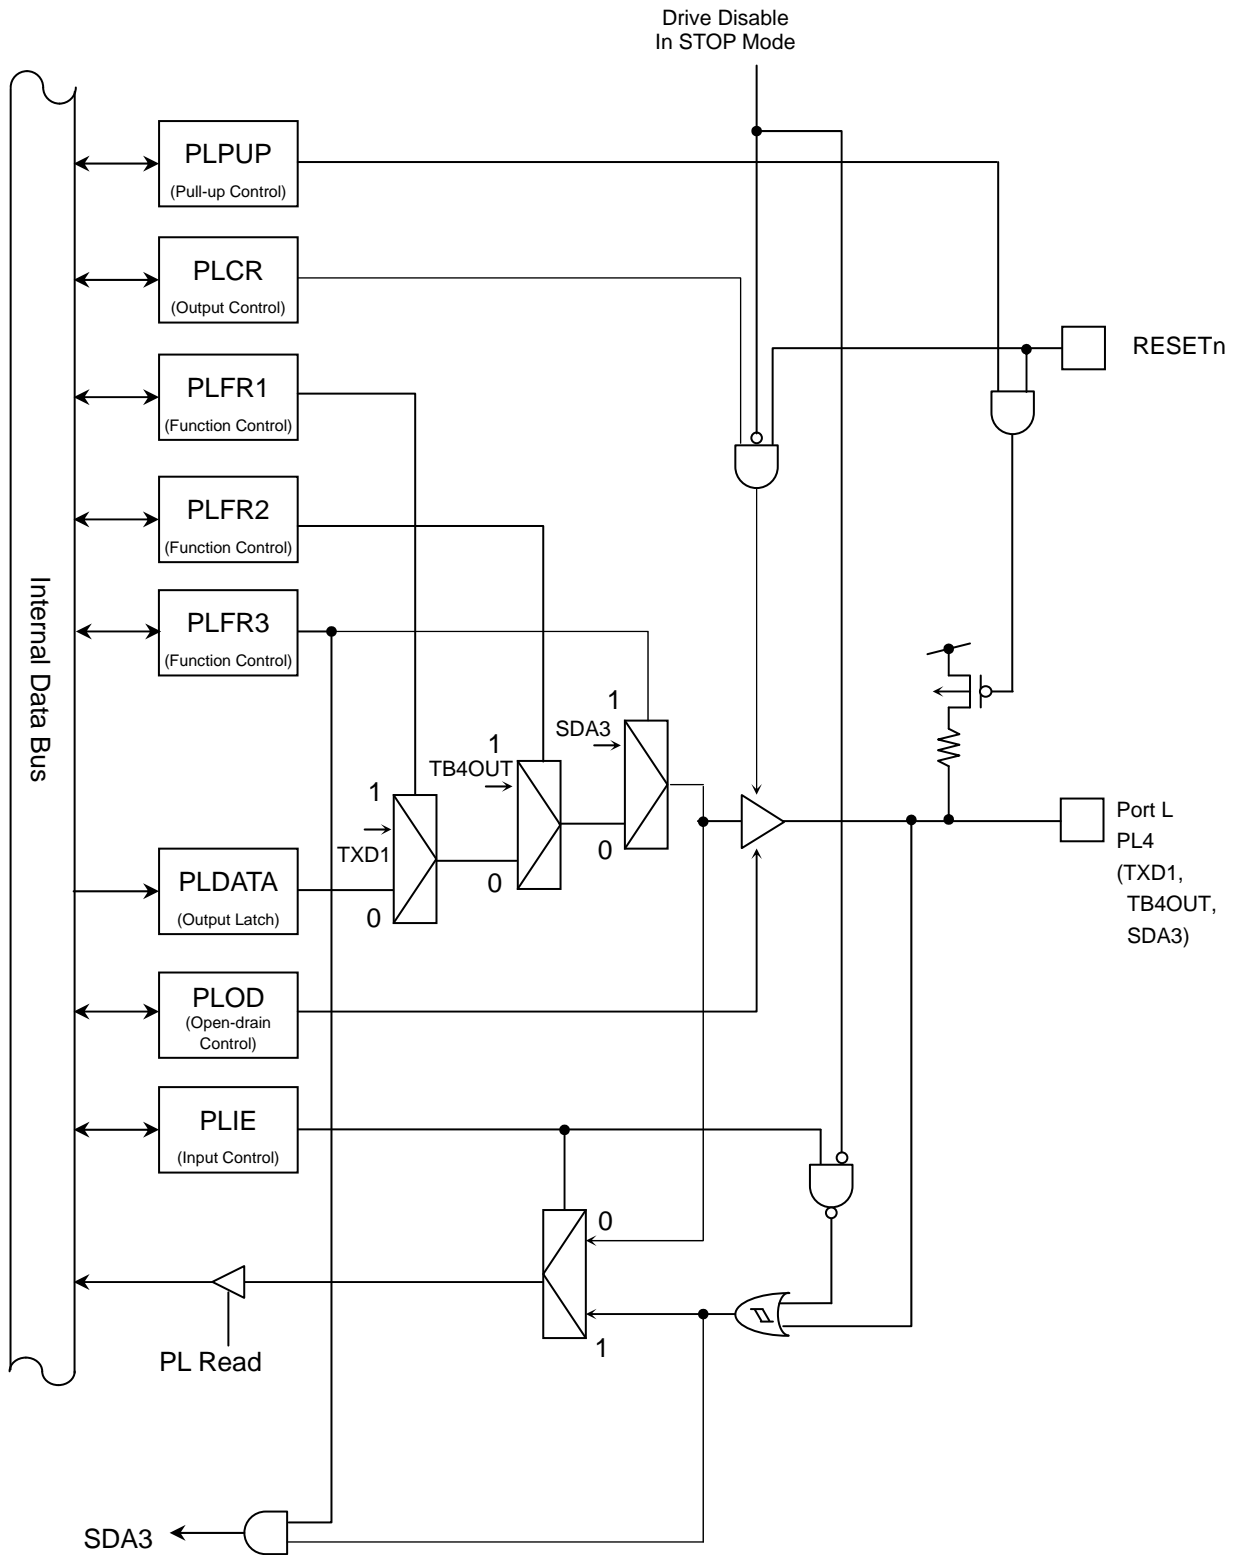 Drive Disable
In STOP Mode
PLPUP
(Pull-up Control)
PLCR
(Output Control)
RESETn
PLFR1
(Function Control)
PLFR2
(Function Control)
Internal Data Bus
PLFR3
(Function Control)
1
SDA3
1
TB4OUT
1
TXD1
0
0
0
Port L
PL4
(TXD1,
TB4OUT,
SDA3)
PLDATA
(Output Latch)
PLOD
(Open-drain
Control)
PLIE
(Input Control)
0
1
PL Read
SDA3